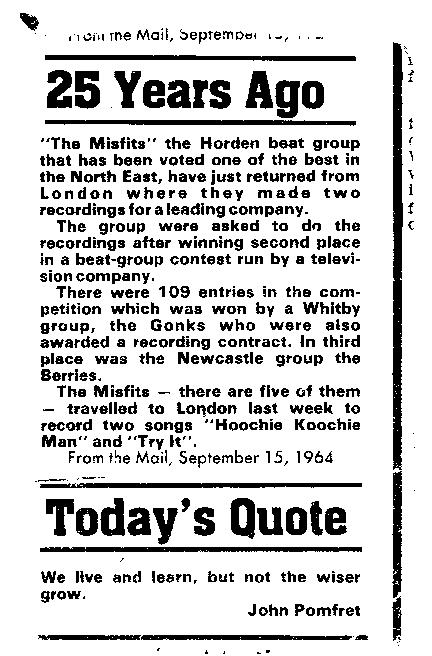 From the Mail, September
25 Years Ago
"The Misfits" the Horden beat group
that has been voted one of the best in
the North East, have just returned from
London where they made two
recordings for a leading company.
The group were asked to do the
recordings after winning second place
in a beat-group contest run by a televi-
sion company.
There were 109 entries in the com-
petition which was won by a Whitby
group, the Gonks who were also
awarded a recording contract. In third
place was the Newcastle group the
Berries.
The Misfits — there are five of them
— travelled to London last week to
record two songs "Hoochie Koochie
Man" and "Try It".
From the Mail, September 15, 1964
Today's Quote
We live and learn, but not the wiser
grow.
John Pomfret